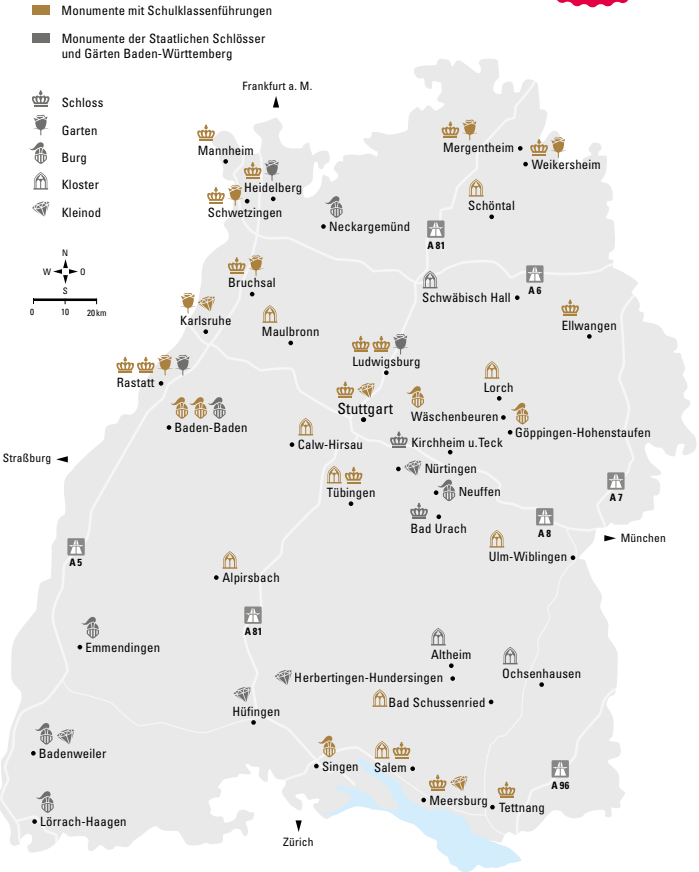 Monumente mit Schulklassenführungen
Monumente der Staatlichen Schlösser
und Gärten Baden-Württemberg
Schloss
Garten
Burg
Kloster
Kleinod
N
W
O
S
0
10
20 km
Frankfurt a. M.
Mannheim
Mergentheim
Weikersheim
Heidelberg
Schwetzingen
Schöntal
Neckargemünd
A 81
Bruchsal
Schwäbisch Hall
A 6
Karlsruhe
Maulbronn
Ellwangen
Ludwigsburg
Rastatt
Lorch
Stuttgart
Wäschenbeuren
Baden-Baden
Göppingen-Hohenstaufen
Calw-Hirsau
Kirchheim u.Teck
Straßburg
Nürtingen
Tübingen
Neuffen
A 7
Bad Urach
A 8
München
Ulm-Wiblingen
A 5
Alpirsbach
A 81
Emmendingen
Altheim
Ochsenhausen
Herbertingen-Hundersingen
Bad Schussenried
Hüfingen
Badenweiler
Singen
Salem
A 96
Meersburg
Tettnang
Lörrach-Haagen
Zürich